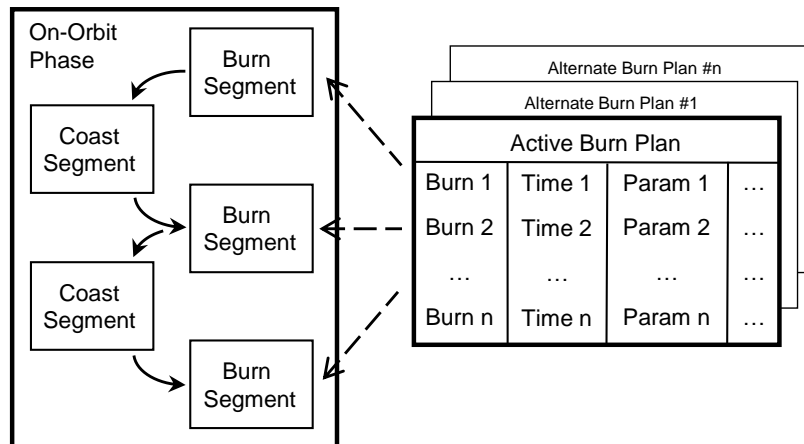 On-Orbit
Phase
Burn
Segment
Coast
Segment
Burn
Segment
Coast
Segment
Burn
Segment
Alternate Burn Plan #n
Alternate Burn Plan #1
Active Burn Plan
Burn 1 Time 1 Param 1 …
Burn 2 Time 2 Param 2 …
… … … …
Burn n Time n Param n …